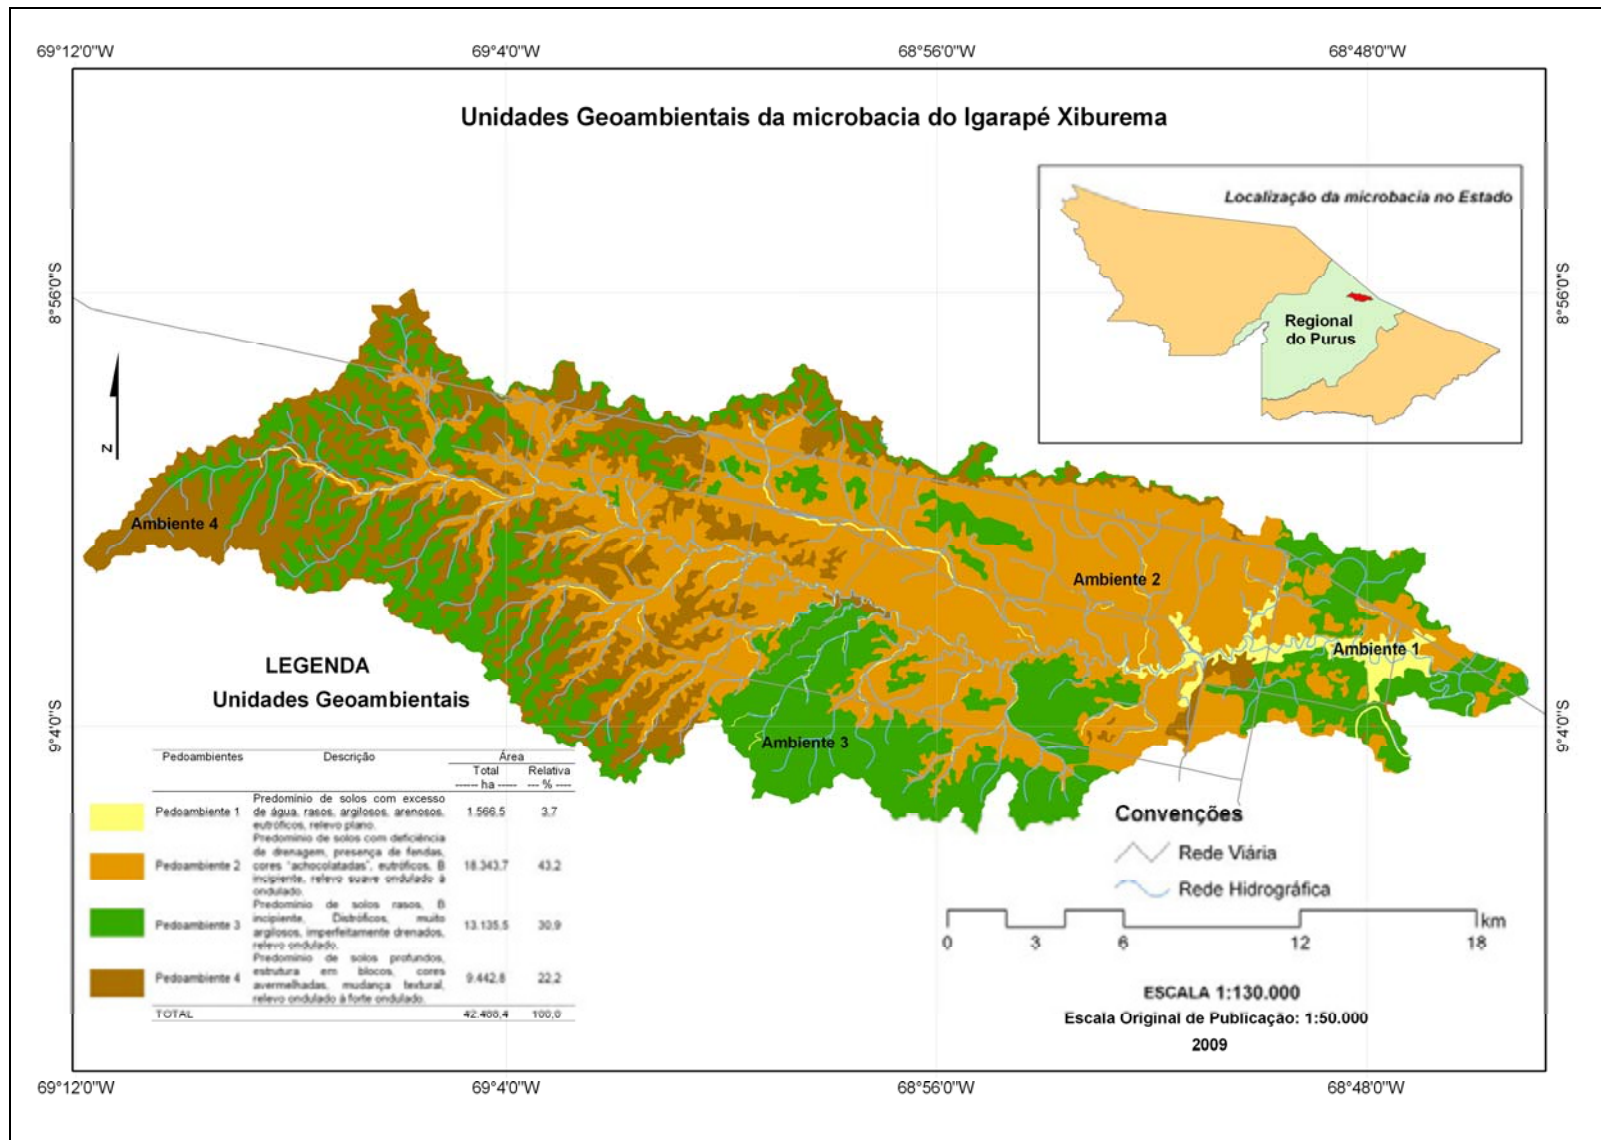 69°12'0"W 69°4'0"W 68°56'0"W 68°48'0"W
Unidades Geoambientais da microbacia do Igarapé Xiburema
Localização da microbacia no Estado
Regional
do Purus
8°56'0"S 8°56'0"S
N
Ambiente 4
Ambiente 2
Ambiente 1
Ambiente 3
9°4'0"S 9°4'0"S
LEGENDA
Unidades Geoambientais
Pedoambientes Descrição Área
Total Relativa
------ ha ----- --- % ----
Pedoambiente 1 Predomínio de solos com excesso
de água, rasos, argilosos, arenosos, 1.566,5 3,7
eutróficos, relevo plano.
Predomínio de solos com deficiência
de drenagem, presença de fendas,
Pedoambiente 2 cores "achocolatadas", eutróficos, B 18.343,7 43,2
incipiente, relevo suave ondulado à
ondulado.
Predomínio de solos rasos, B
incipiente, Distróficos, muito
Pedoambiente 3 argilosos, imperfeitamente drenados, 13.135,5 30,9
relevo ondulado.
Predomínio de solos profundos,
estrutura em blocos, cores
Pedoambiente 4 avermelhadas, mudança textural, 9.442,8 22,2
relevo ondulado à forte ondulado.
TOTAL 42.488,4 100,0
Convenções
Rede Viária
Rede Hidrográfica
km
0 3 6 12 18
ESCALA 1:130.000
Escala Original de Publicação: 1:50.000
2009
69°12'0"W 69°4'0"W 68°56'0"W 68°48'0"W